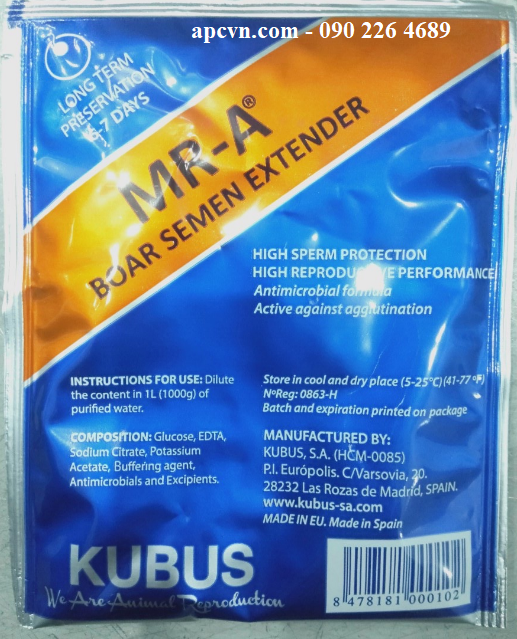 apcvn.com - 090 226 4689
LONG TERM
PRESERVATION
5-7 DAYS
MR-A®
BOAR SEMEN EXTENDER
HIGH SPERM PROTECTION
HIGH REPRODUCTIVE PERFORMANCE
Antimicrobial formula
Active against agglutination
INSTRUCTIONS FOR USE: Dilute
the content in 1L (1000g) of
purified water.
COMPOSITION: Glucose, EDTA,
Sodium Citrate, Potassium
Acetate, Buffering agent,
Antimicrobials and Excipients.
Store in cool and dry place (5-25°C)(41-77 °F)
NºReg: 0863-H
Batch and expiration printed on package
MANUFACTURED BY:
KUBUS, S.A. (HCM-0085)
P.I. Európolis. C/Varsovia, 20.
28232 Las Rozas de Madrid, SPAIN.
www.kubus-sa.com
MADE IN EU. Made in Spain
KUBUS
We Are Animal Reproduction
8 478181 000102